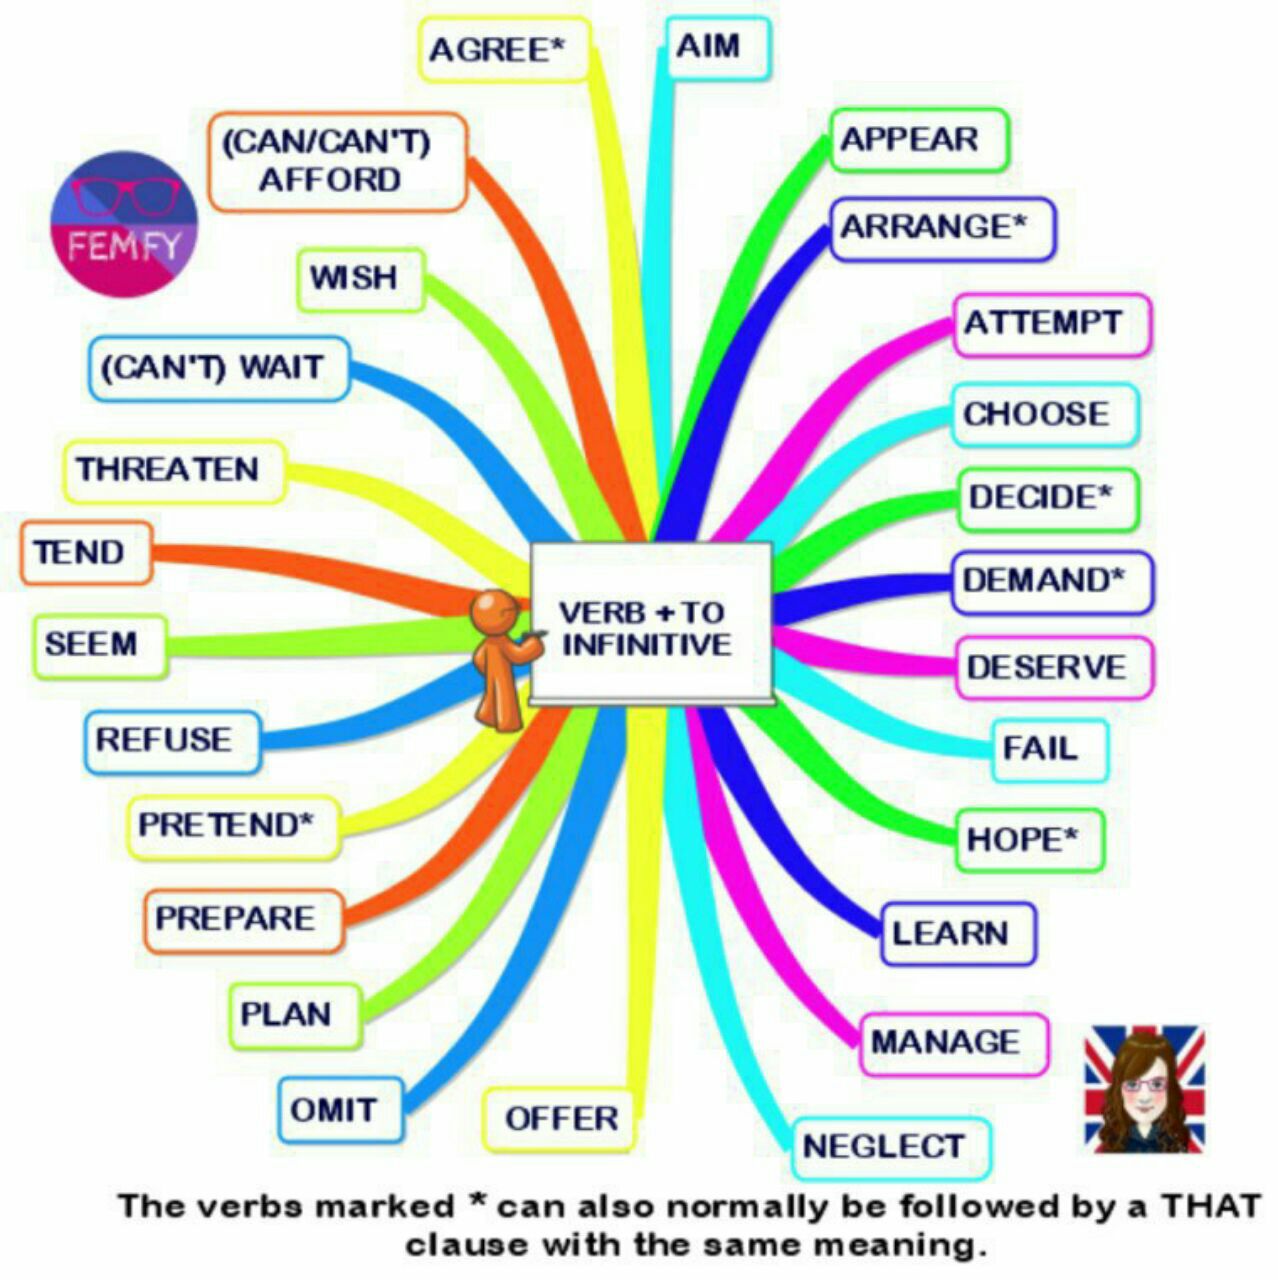 AGREE*
AIM
(CAN/CAN'T)
AFFORD
APPEAR
FEMFY
ARRANGE*
WISH
ATTEMPT
(CAN'T) WAIT
CHOOSE
THREATEN
DECIDE*
TEND
DEMAND*
VERB + TO
INFINITIVE
SEEM
DESERVE
REFUSE
FAIL
PRETEND*
HOPE*
PREPARE
LEARN
PLAN
MANAGE
OMIT
OFFER
NEGLECT
The verbs marked * can also normally be followed by a THAT
clause with the same meaning.